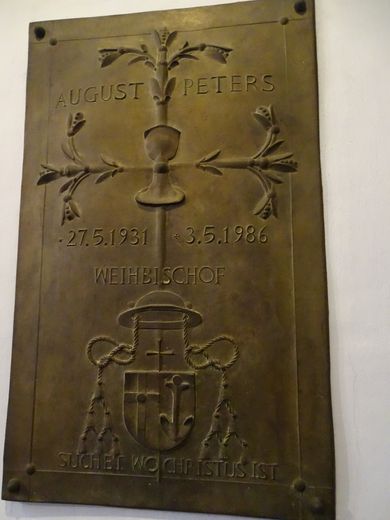 AUGUST PETERS
* 27.5.1931 + 3.5.1986
WEIHBISCHOF
SUCHET WO CHRISTUS IST